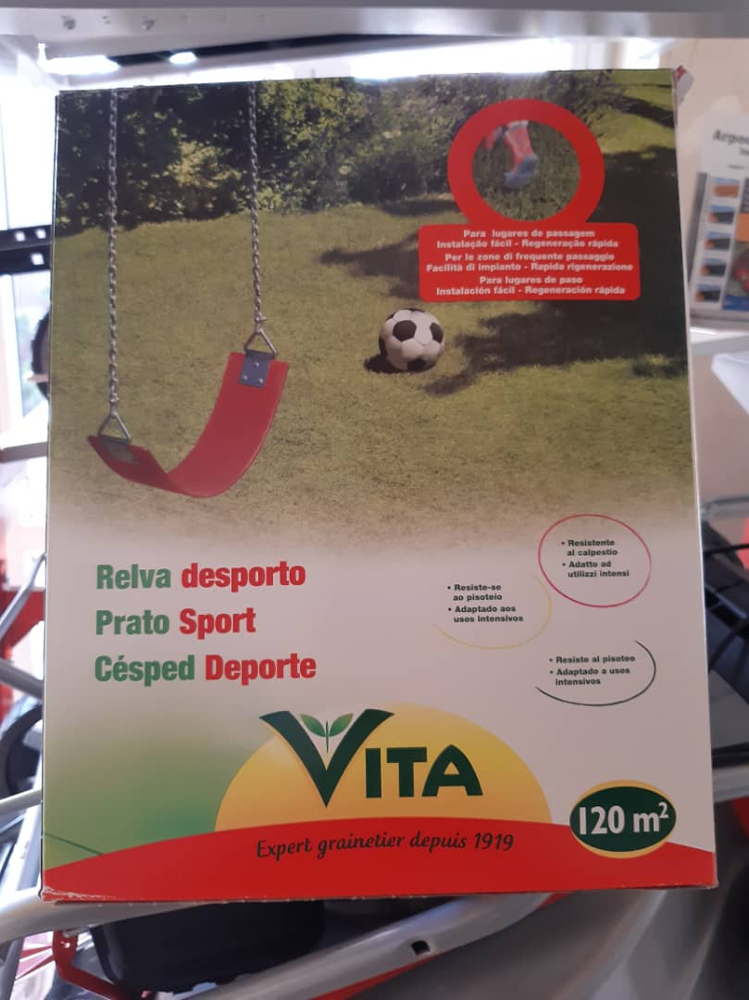 Para lugares de passagem
Instalação fácil - Regeneração rápida
Per le zone di frequente passaggio
Facilità di impianto - Rapida rigenerazione
Para lugares de paso
Instalación fácil - Regeneración rápida
Relva desporto
Prato Sport
Césped Deporte
• Resistente
al calpestio
• Adatto ad
utilizzi intensi
• Resiste-se
ao pisoteio
• Adaptado aos
usos intensivos
• Resiste al pisoteo
• Adaptado a usos
intensivos
VITA
Expert grainetier depuis 1919
120 m²